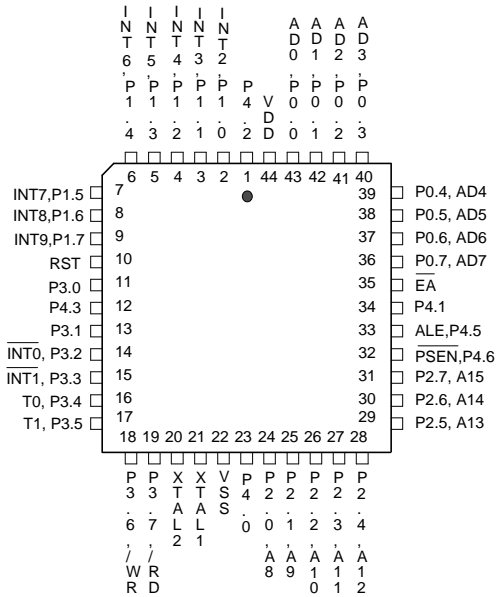 INT6,P1.4
INT5,P1.3
INT4,P1.2
INT3,P1.1
INT2,P1.0
P4.2
VDD
AD0,P0.0
AD1,P0.1
AD2,P0.2
AD3,P0.3
6 5 4 3 2 1 44 43 42 41 40
INT7,P1.5 7
INT8,P1.6 8
INT9,P1.7 9
RST 10
P3.0 11
P4.3 12
P3.1 13
INT0, P3.2 14
INT1, P3.3 15
T0, P3.4 16
T1, P3.5 17
39 P0.4, AD4
38 P0.5, AD5
37 P0.6, AD6
36 P0.7, AD7
35 EA
34 P4.1
33 ALE,P4.5
32 PSEN,P4.6
31 P2.7, A15
30 P2.6, A14
29 P2.5, A13
18 19 20 21 22 23 24 25 26 27 28
P3.6,/WR
P3.7,/RD
XTAL2
XTAL1
VSS
P4.0
P2.0,A8
P2.1,A9
P2.2,A10
P2.3,A11
P2.4,A12